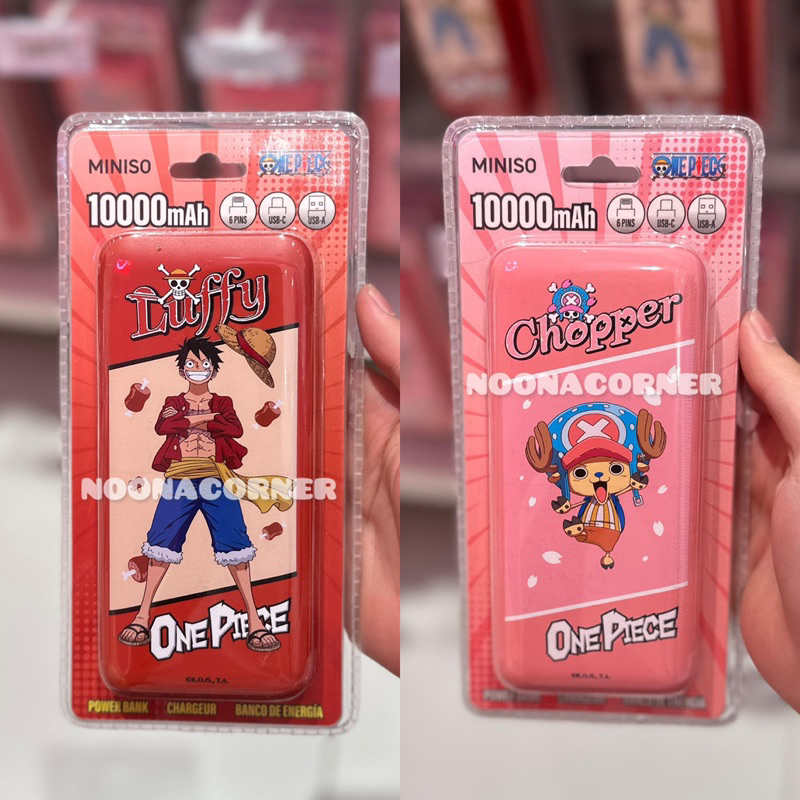 MINISO
ONE PIECE
10000mAh
6 PINS
USB-C
USB-A
Luffy
NOONACORNER
ONE PIECE
©E.O./S., T.A.
POWER BANK
CHARGEUR
BANCO DE ENERGÍA
MINISO
ONE PIECE
10000mAh
6 PINS
USB-C
USB-A
Chopper
NOONACORNER
ONE PIECE
©E.O./S., T.A.